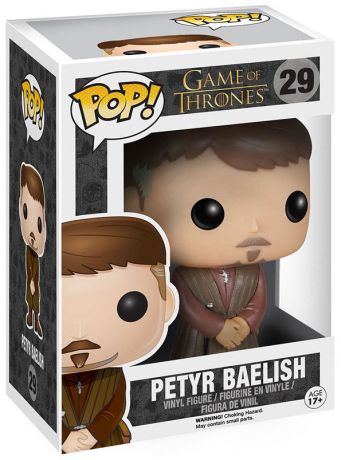 POP!
GAME OF
THRONES
29
PETYR BAELISH
29
PETYR BAELISH
VINYL FIGURE / FIGURINE EN VINYLE /
FIGURA DE VINIL
WARNING! CHOKING HAZARD.
May contain small parts.
AGE
17+